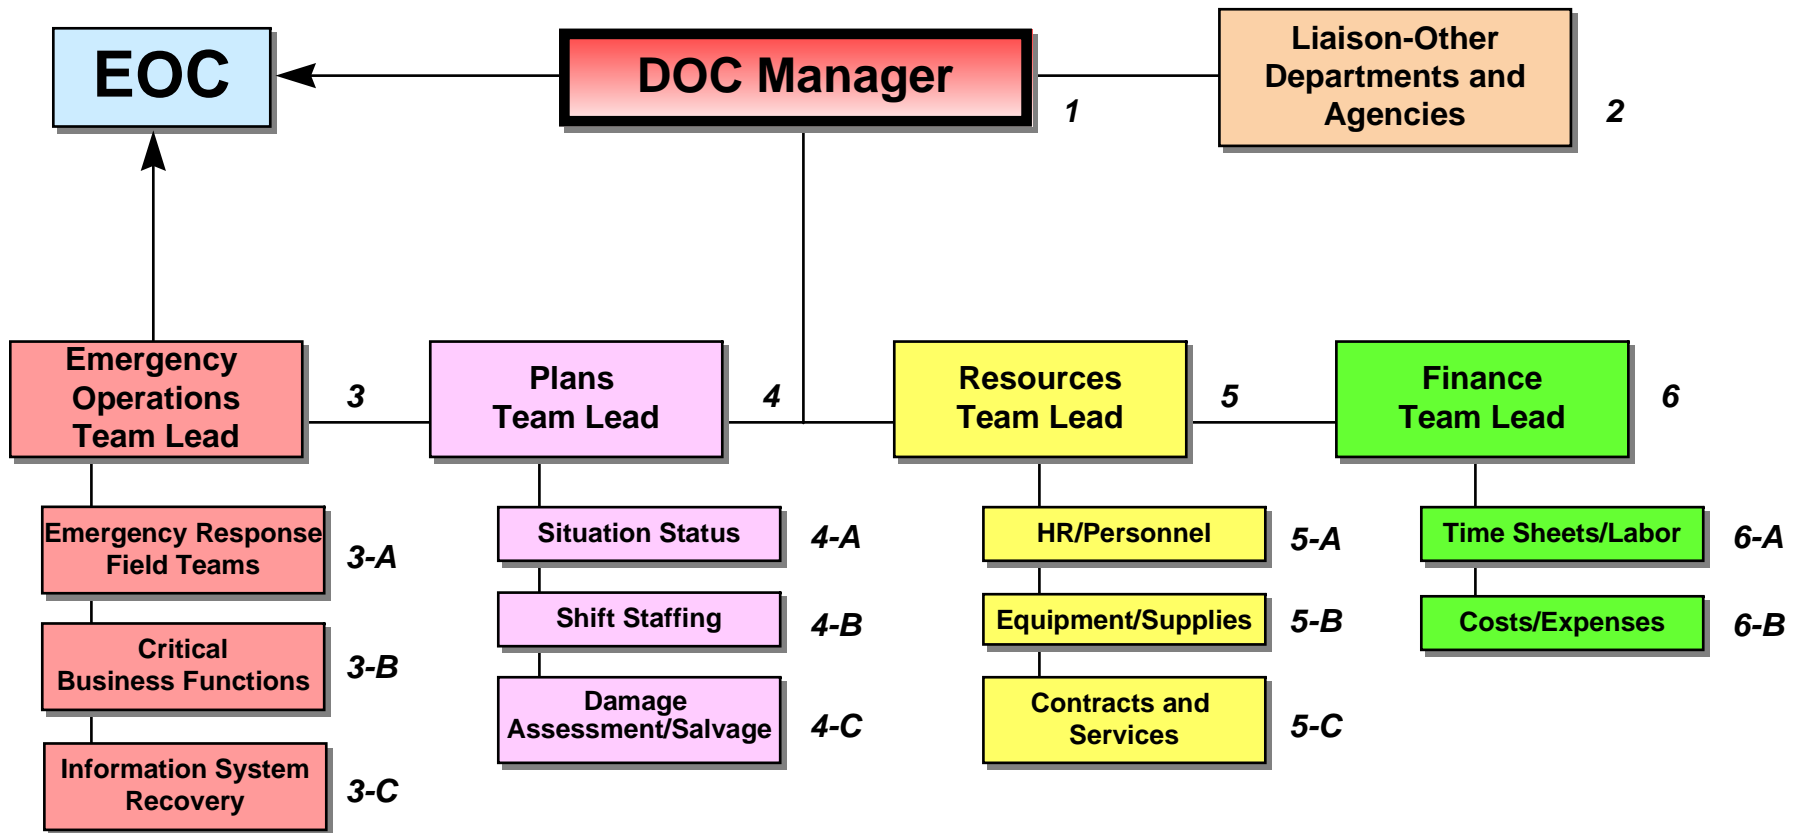 EOC
DOC Manager
1
Liaison-Other
Departments and
Agencies
2
Emergency
Operations
Team Lead
3
Plans
Team Lead
4
Resources
Team Lead
5
Finance
Team Lead
6
Emergency Response
Field Teams
3-A
Critical
Business Functions
3-B
Information System
Recovery
3-C
Situation Status
4-A
Shift Staffing
4-B
Damage
Assessment/Salvage
4-C
HR/Personnel
5-A
Equipment/Supplies
5-B
Contracts and
Services
5-C
Time Sheets/Labor
6-A
Costs/Expenses
6-B